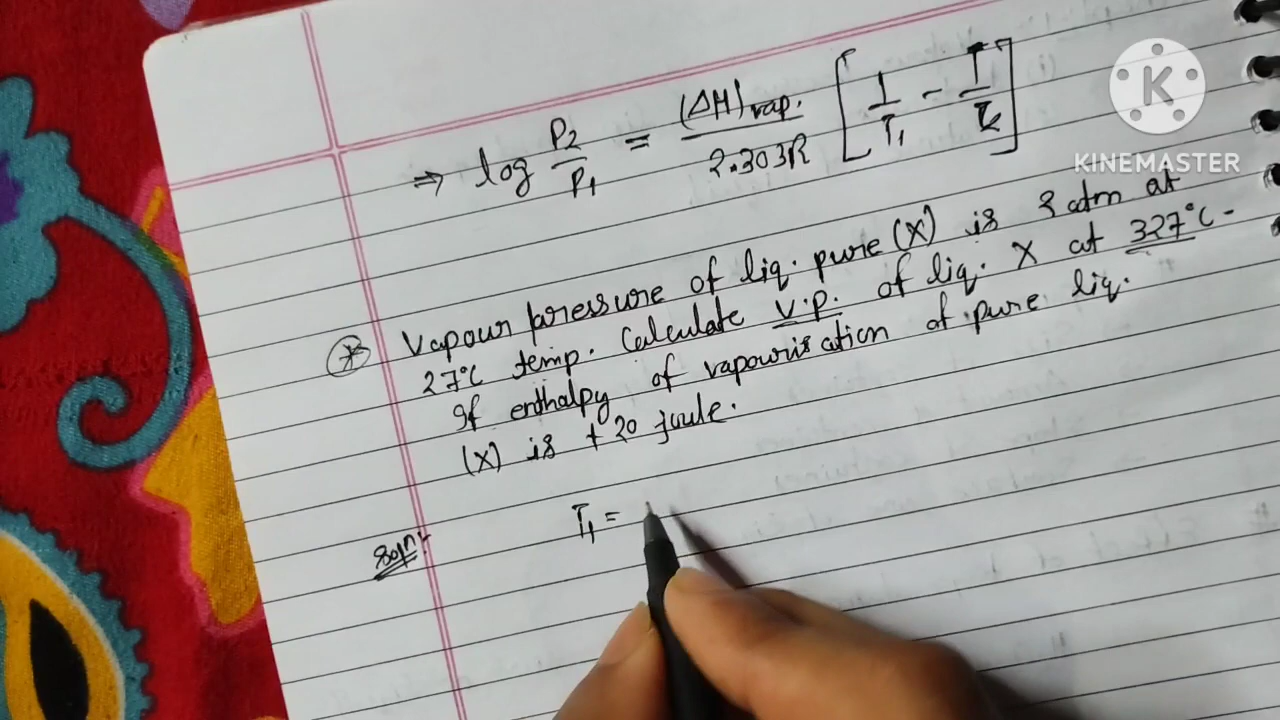 ⇒ log P2/P1 = (ΔH)vap. / 2.303R [1/T1 - 1/T2]
K
KINEMASTER
* Vapour pressure of liq. pure (X) is atm at
27°C temp. Calculate V.P. of liq. X at 327°C -
If enthalpy of vapourisation of pure liq.
(X) is +20 joule.
Soln:-
T1 =